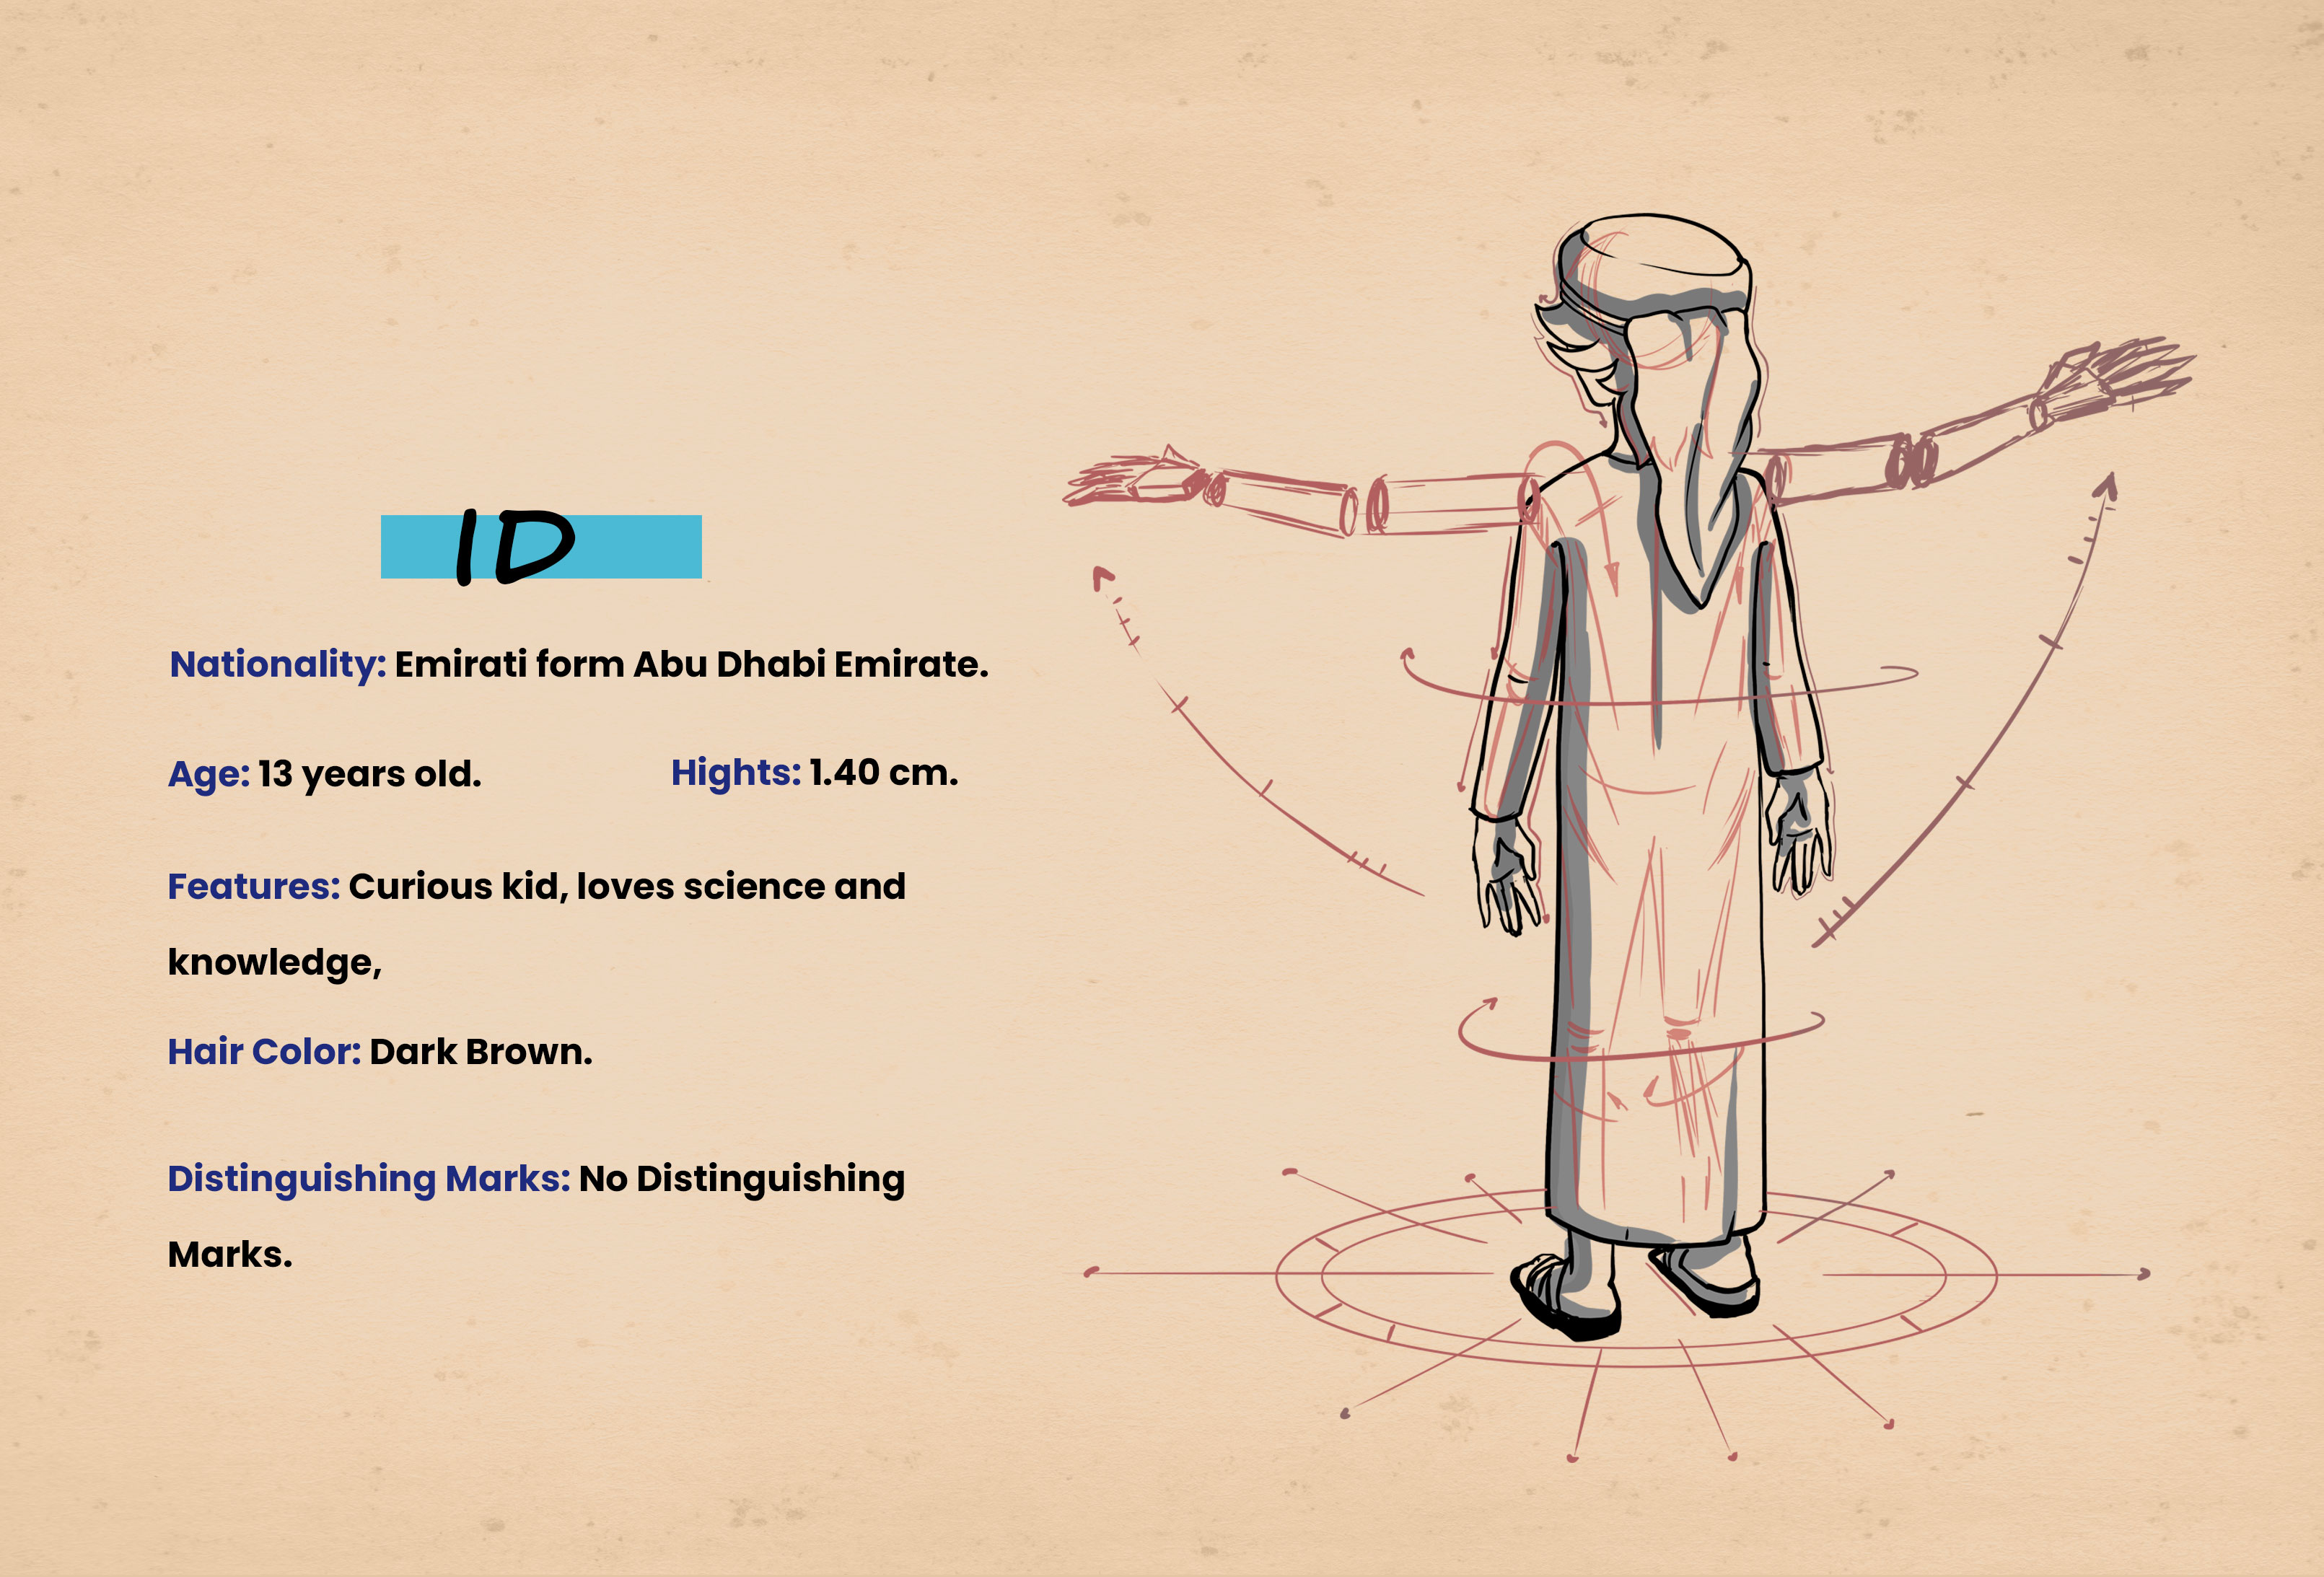 ID
Nationality: Emirati form Abu Dhabi Emirate.
Age: 13 years old. Hights: 1.40 cm.
Features: Curious kid, loves science and
knowledge,
Hair Color: Dark Brown.
Distinguishing Marks: No Distinguishing
Marks.